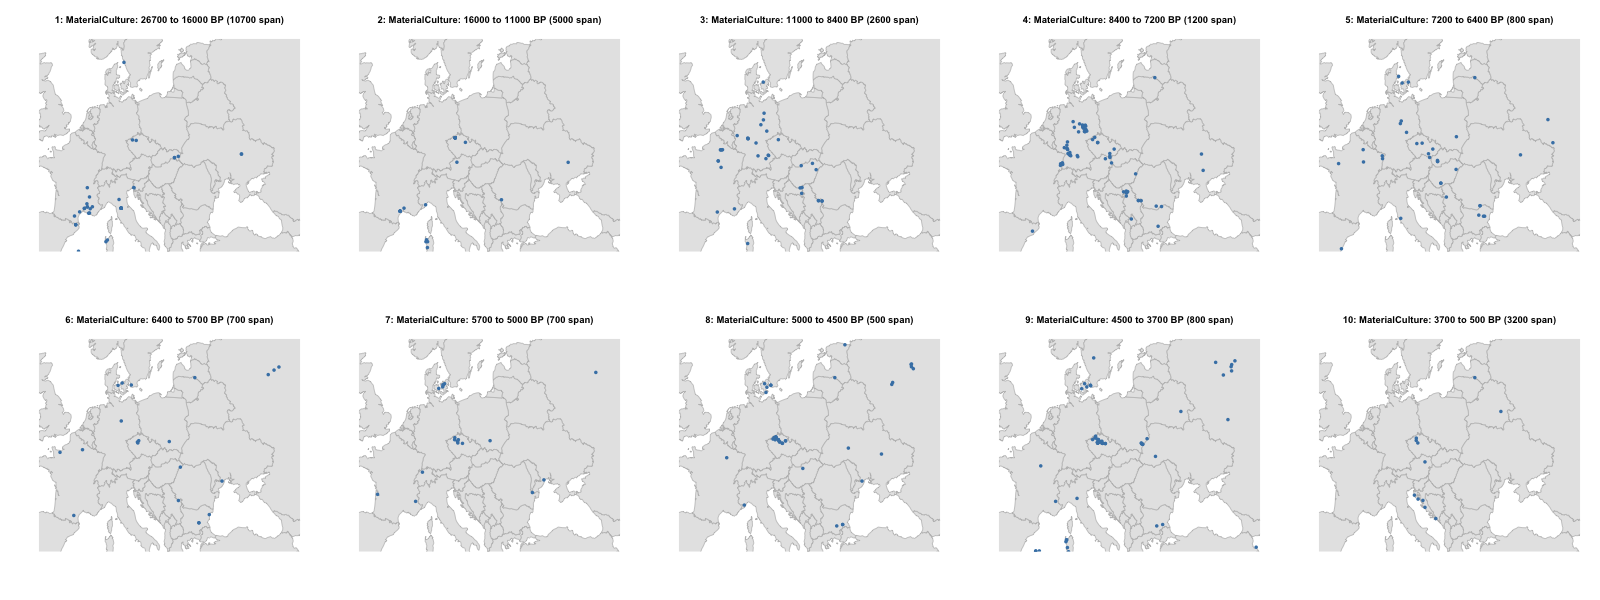 1: MaterialCulture: 26700 to 16000 BP (10700 span)
2: MaterialCulture: 16000 to 11000 BP (5000 span)
3: MaterialCulture: 11000 to 8400 BP (2600 span)
4: MaterialCulture: 8400 to 7200 BP (1200 span)
5: MaterialCulture: 7200 to 6400 BP (800 span)
6: MaterialCulture: 6400 to 5700 BP (700 span)
7: MaterialCulture: 5700 to 5000 BP (700 span)
8: MaterialCulture: 5000 to 4500 BP (500 span)
9: MaterialCulture: 4500 to 3700 BP (800 span)
10: MaterialCulture: 3700 to 500 BP (3200 span)